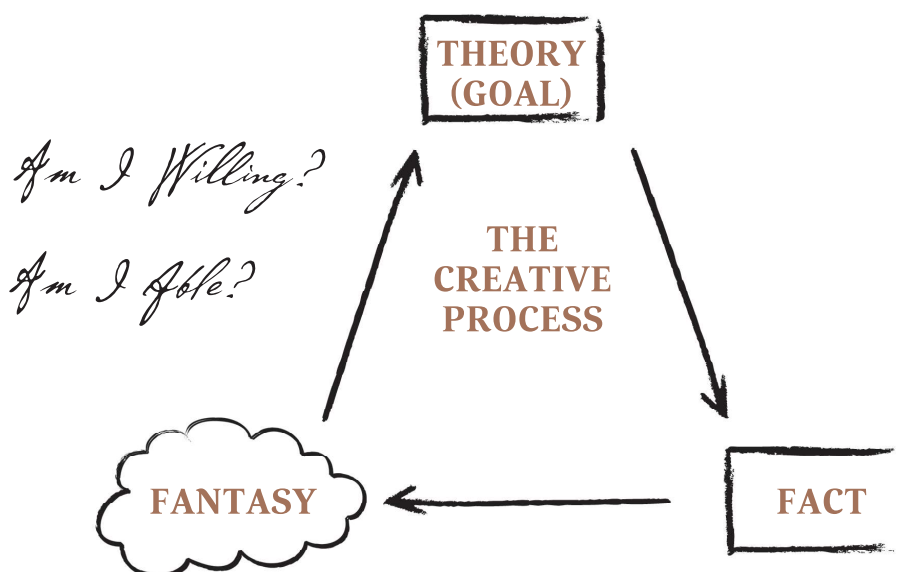 THEORY
(GOAL)
Am I Willing?
Am I Able?
THE
CREATIVE
PROCESS
FANTASY
FACT